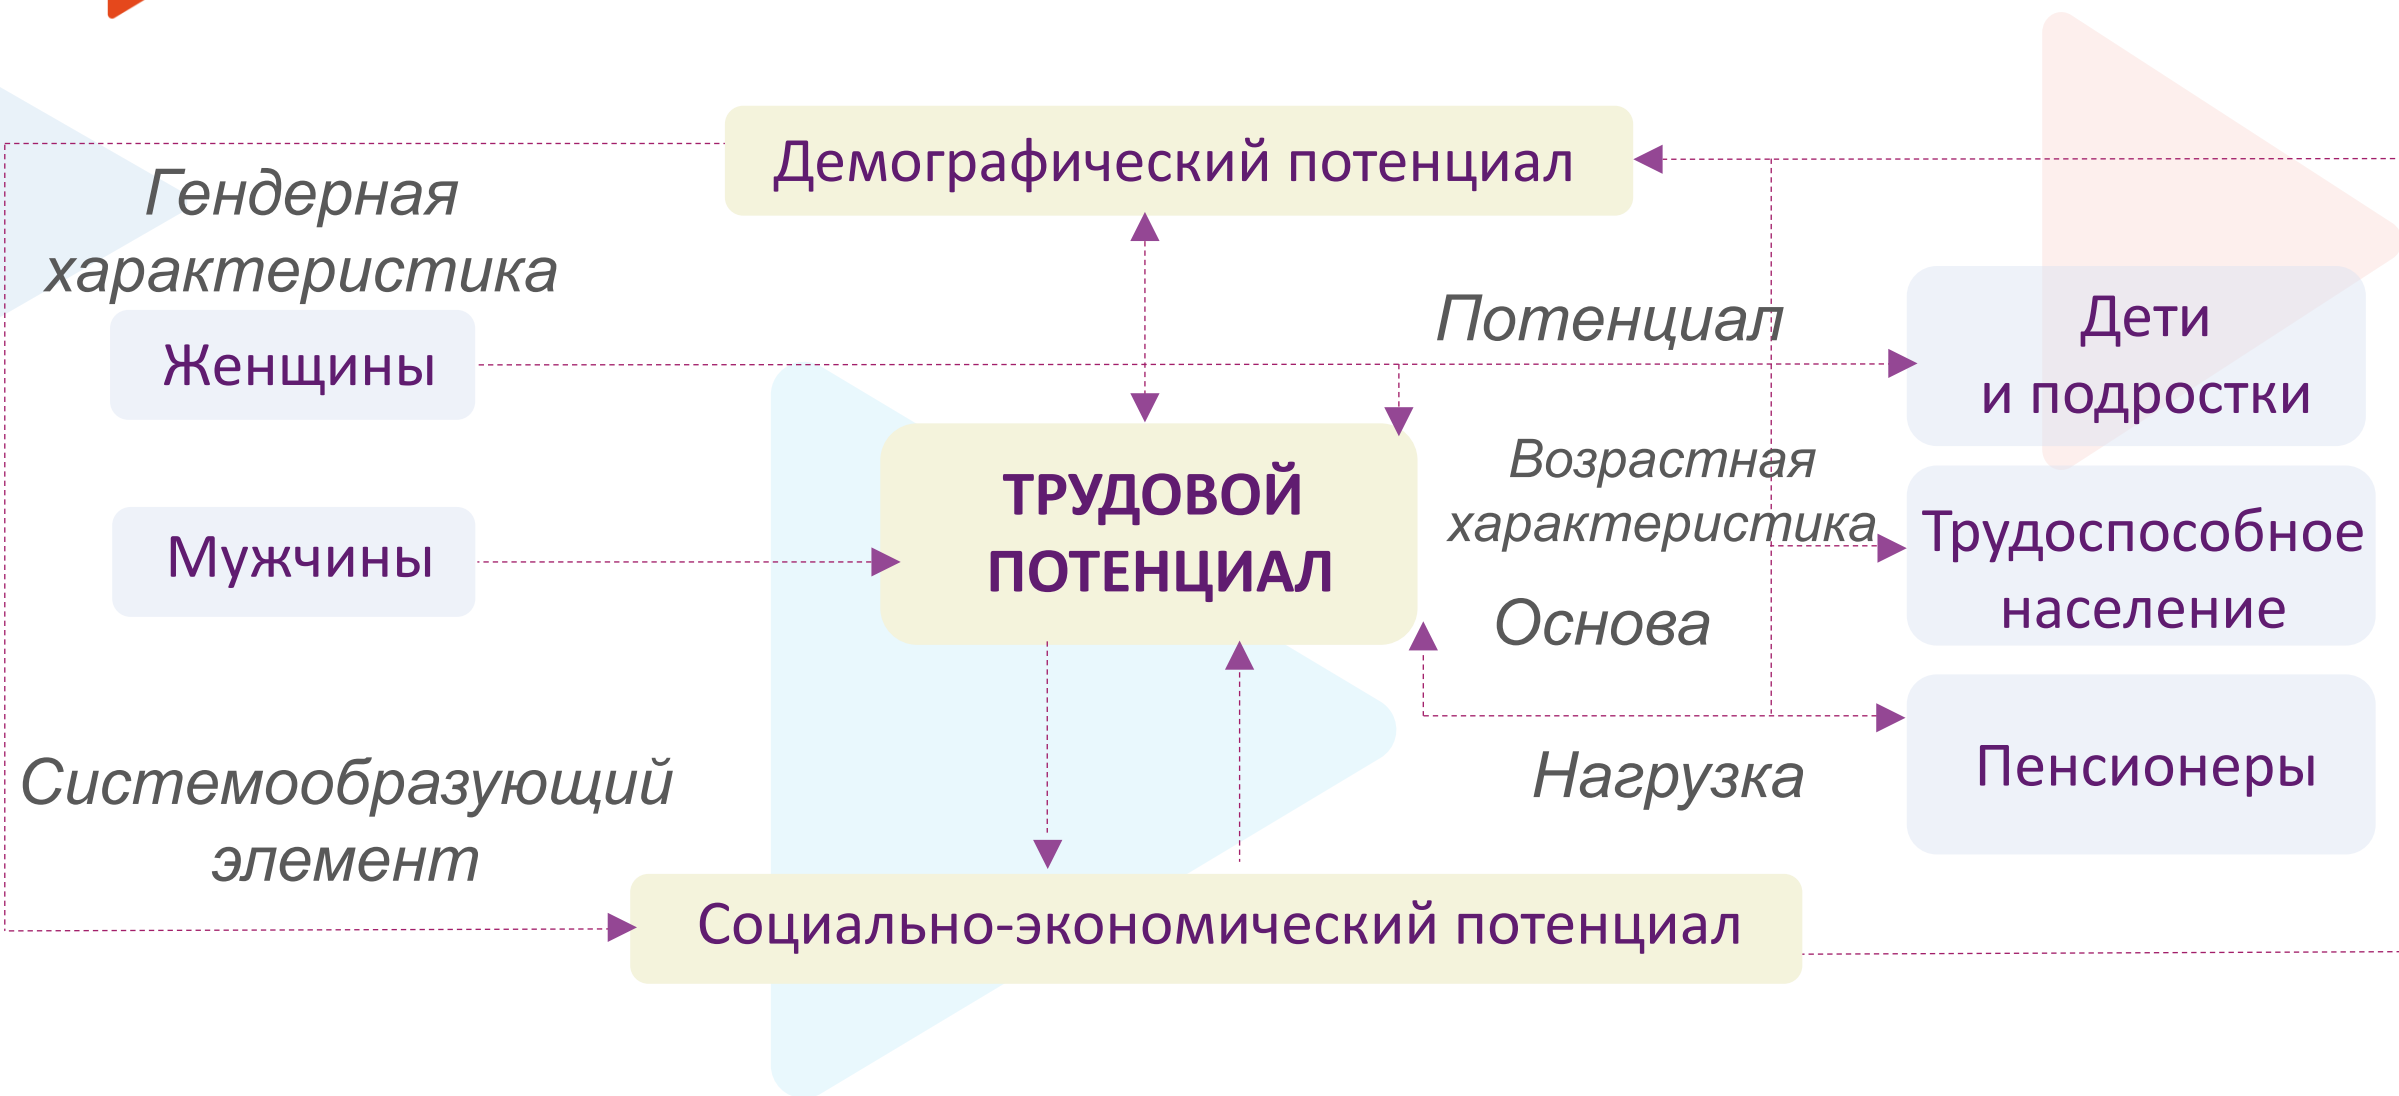 Демографический потенциал
Гендерная
характеристика
Женщины
Мужчины
Потенциал
Дети
и подростки
ТРУДОВОЙ
ПОТЕНЦИАЛ
Возрастная
характеристика
Трудоспособное
население
Основа
Нагрузка
Пенсионеры
Системообразующий
элемент
Социально-экономический потенциал